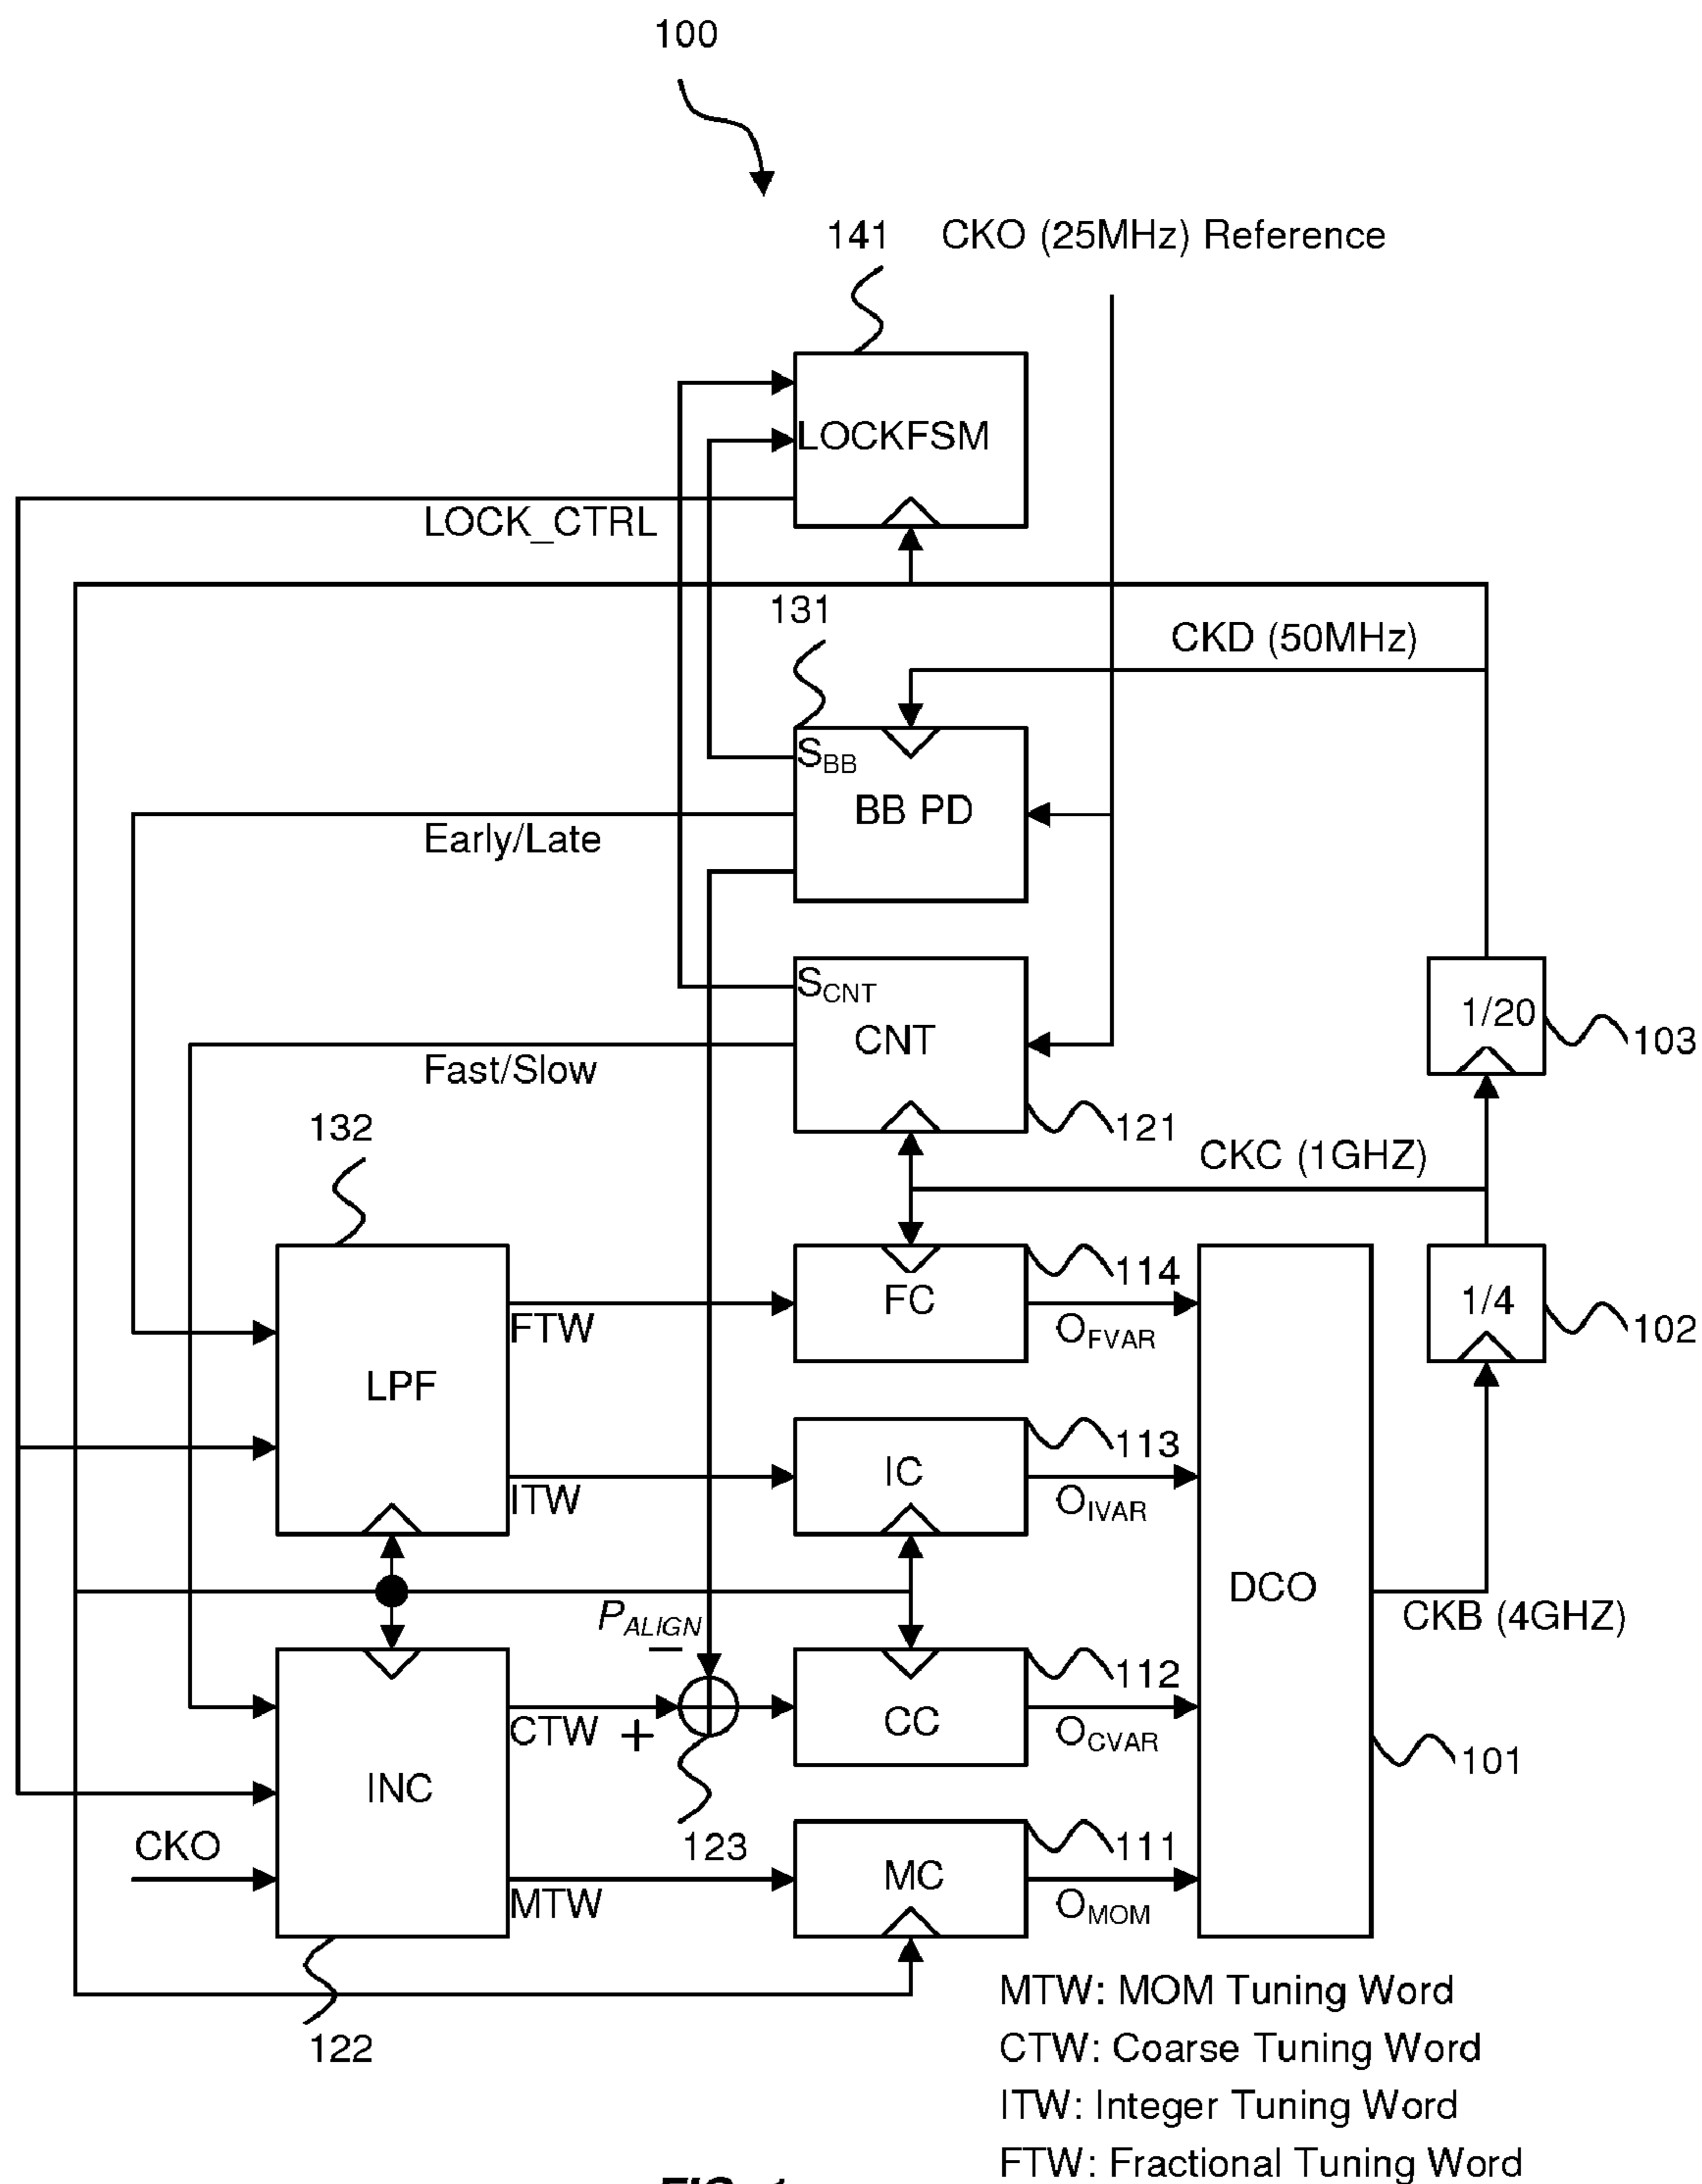 100
141
CKO (25MHz) Reference
LOCKFSM
LOCK_CTRL
131
CKD (50MHz)
SBB
BB PD
Early/Late
SCNT
CNT
1/20
103
Fast/Slow
132
121
CKC (1GHZ)
114
FC
1/4
FTW
OFVAR
102
LPF
113
IC
ITW
OIVAR
DCO
PALIGN
−
CKB (4GHZ)
112
CTW
+
CC
OCVAR
101
INC
CKO
123
111
MC
MTW
OMOM
122
MTW: MOM Tuning Word
CTW: Coarse Tuning Word
ITW: Integer Tuning Word
FTW: Fractional Tuning Word